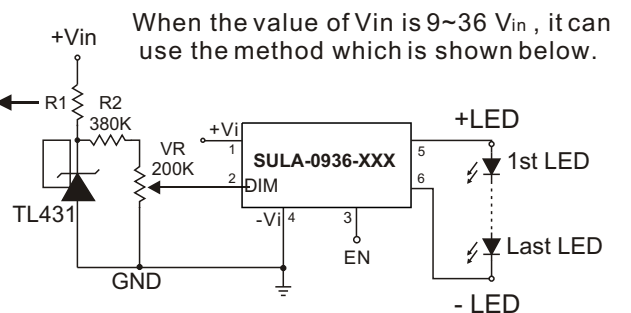 When the value of Vin is 9~36 Vin , it can
use the method which is shown below.
+Vin
R1
R2
380K
VR
200K
TL431
GND
+Vi
1
2
DIM
SULA-0936-XXX
-Vi
4
3
EN
5
6
+LED
1st LED
Last LED
- LED